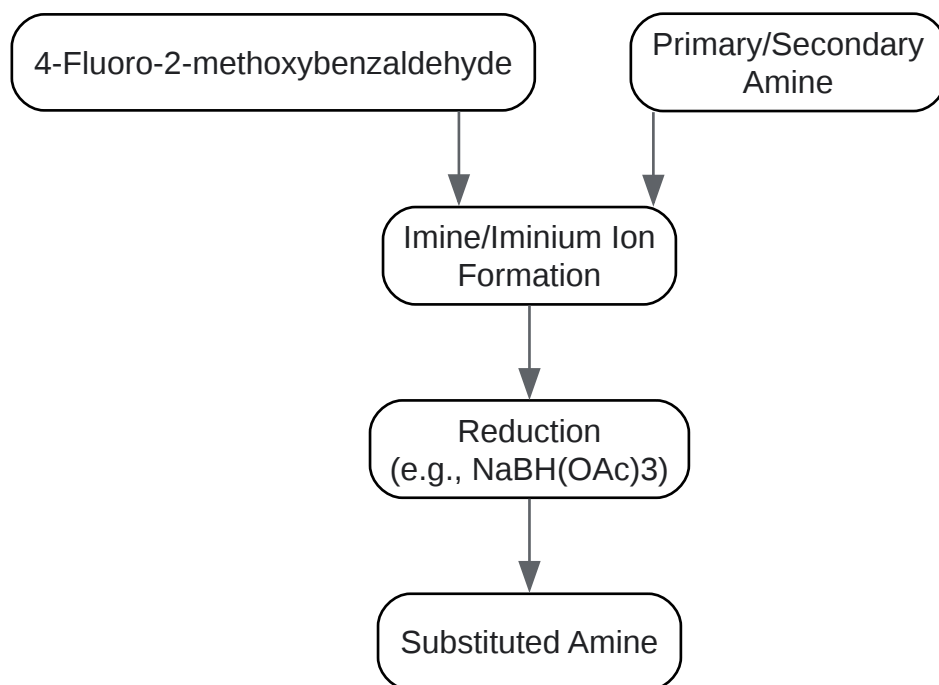 4-Fluoro-2-methoxybenzaldehyde
Primary/Secondary
Amine
Imine/Iminium Ion
Formation
Reduction
(e.g., NaBH(OAc)3)
Substituted Amine